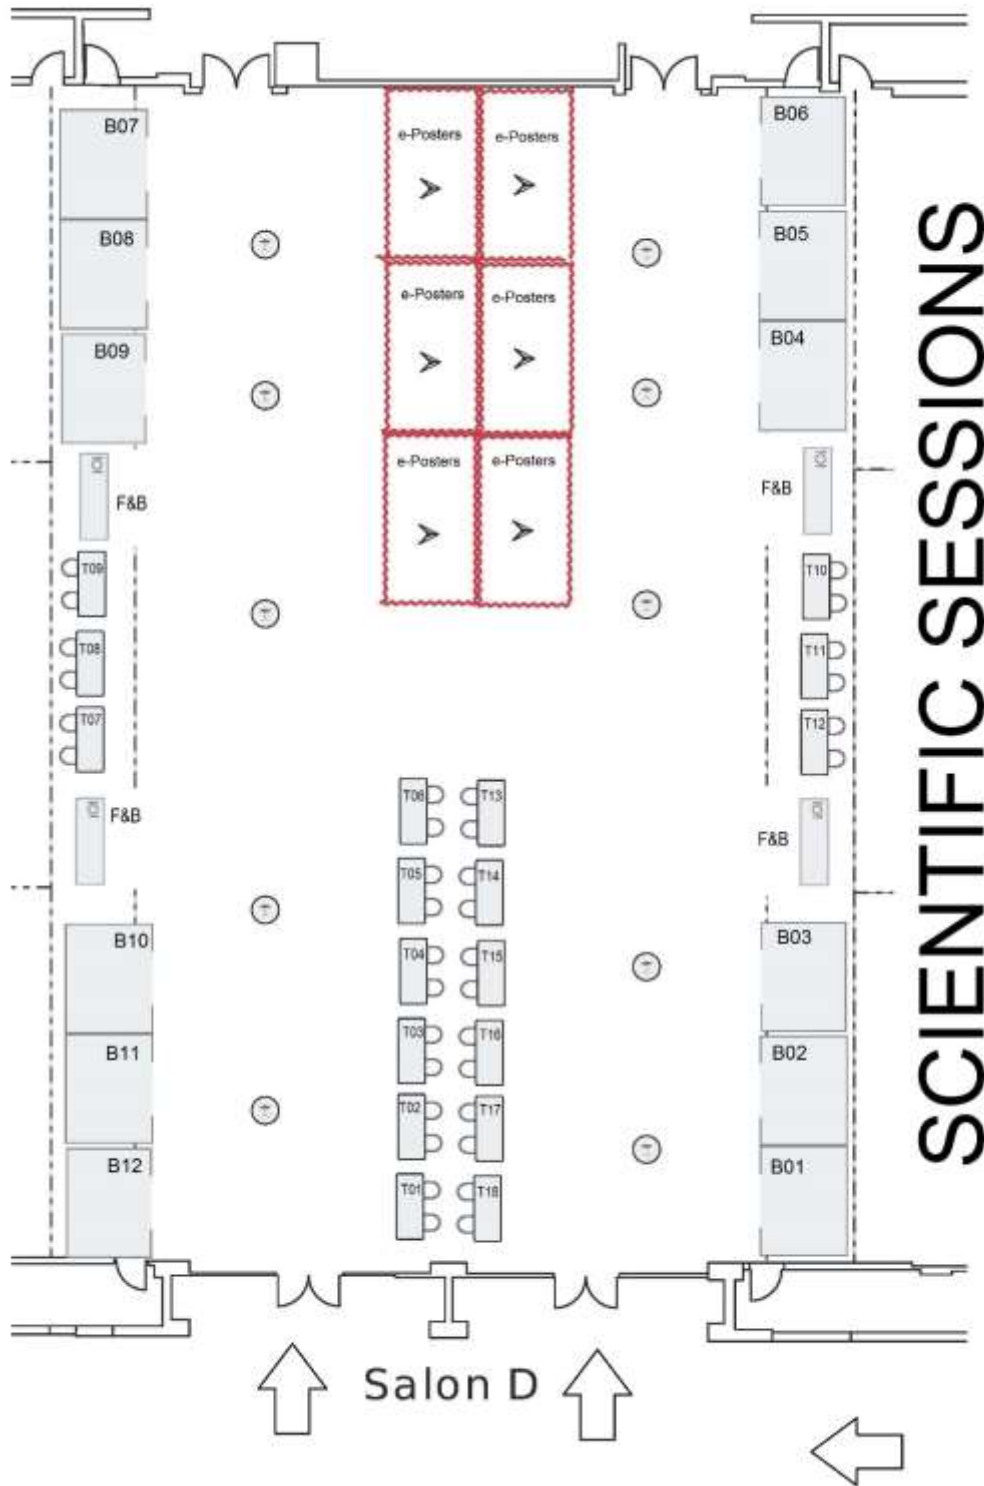 B07
e-Posters
e-Posters
B06
B08
B05
e-Posters
e-Posters
B09
B04
e-Posters
e-Posters
F&B
F&B
T09
T10
T08
T11
T07
T12
F&B
F&B
T06
T13
T05
T14
B10
B03
T04
T15
B11
B02
T03
T16
T02
T17
B12
B01
T01
T18
SCIENTIFIC SESSIONS
Salon D